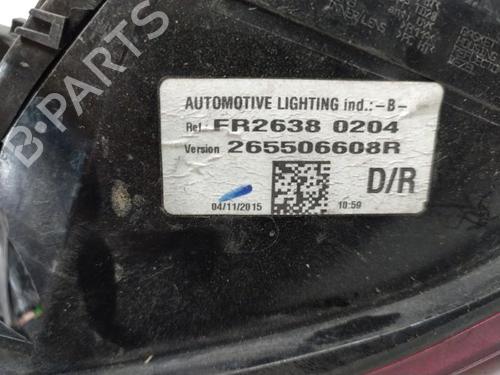 AUTOMOTIVE LIGHTING ind.:-B-
Ref FR2638 0204
Version 265506608R
D/R
04/11/2015
10:59
B-PARTS